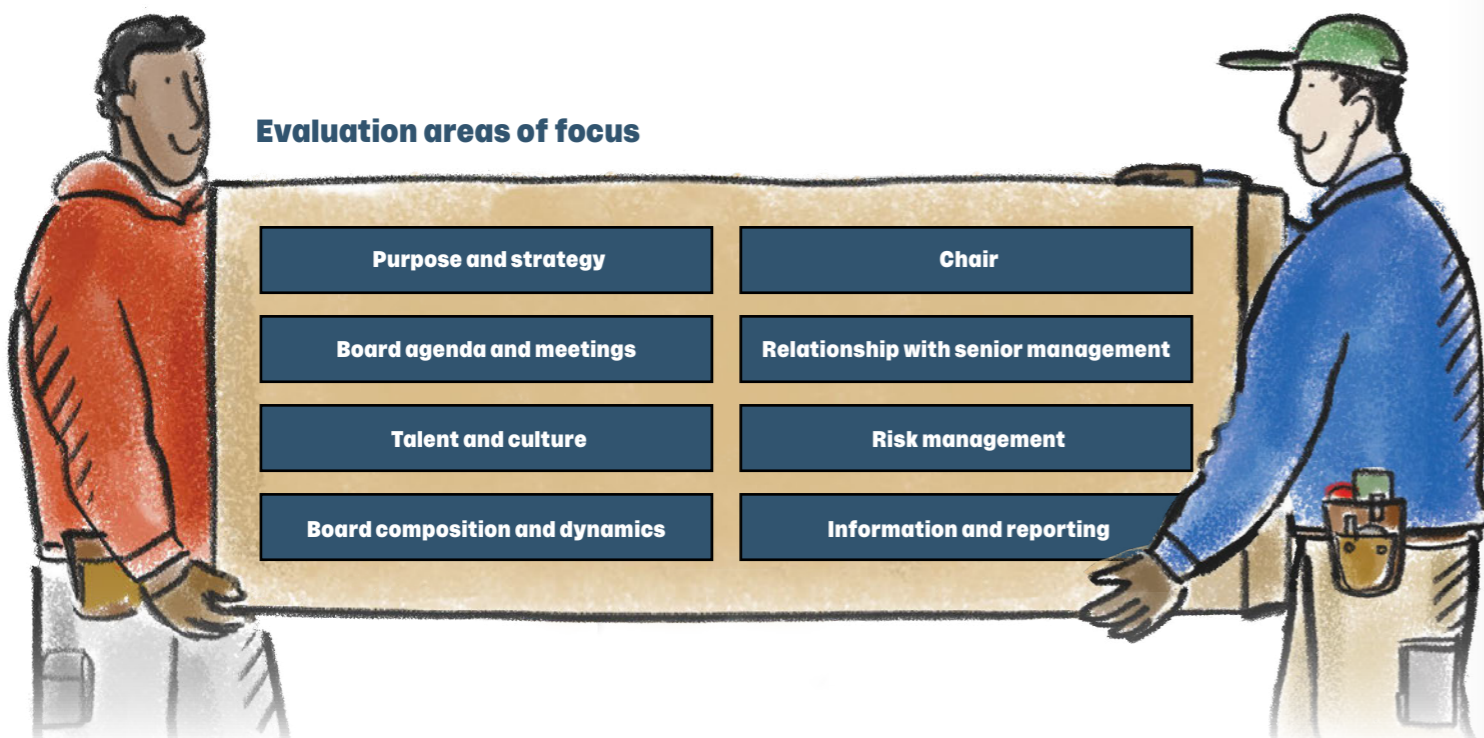 Evaluation areas of focus
Purpose and strategy
Chair
Board agenda and meetings
Relationship with senior management
Talent and culture
Risk management
Board composition and dynamics
Information and reporting